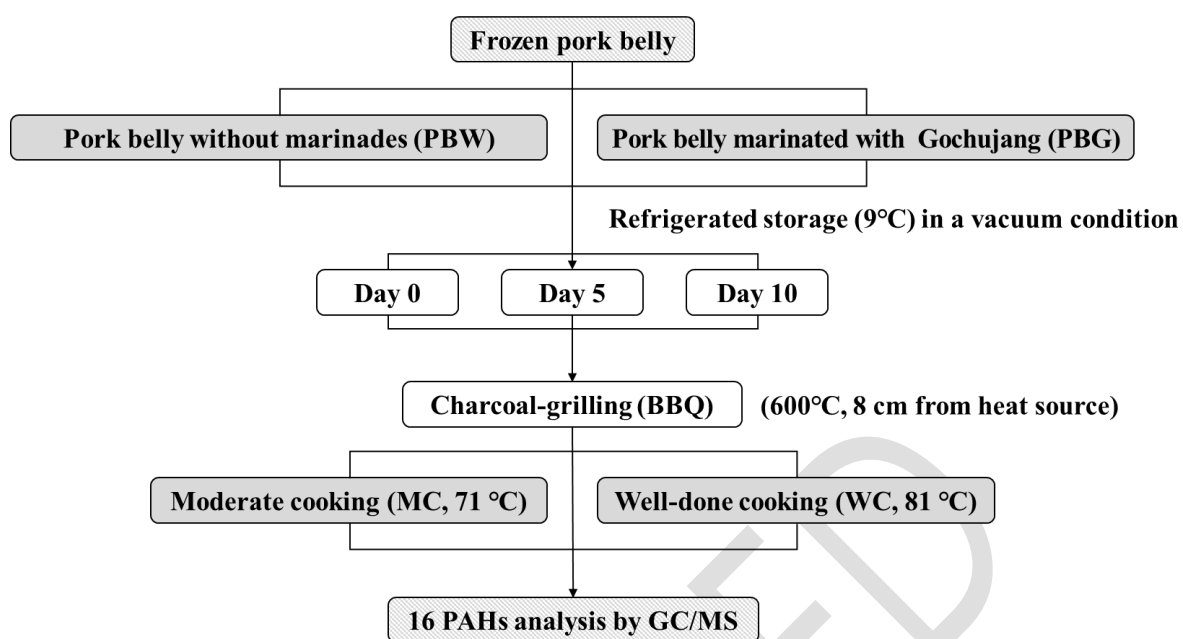 Frozen pork belly
Pork belly without marinades (PBW)
Pork belly marinated with Gochujang (PBG)
Refrigerated storage (9℃) in a vacuum condition
Day 0
Day 5
Day 10
Charcoal-grilling (BBQ)
(600℃, 8 cm from heat source)
Moderate cooking (MC, 71 ℃)
Well-done cooking (WC, 81 ℃)
16 PAHs analysis by GC/MS